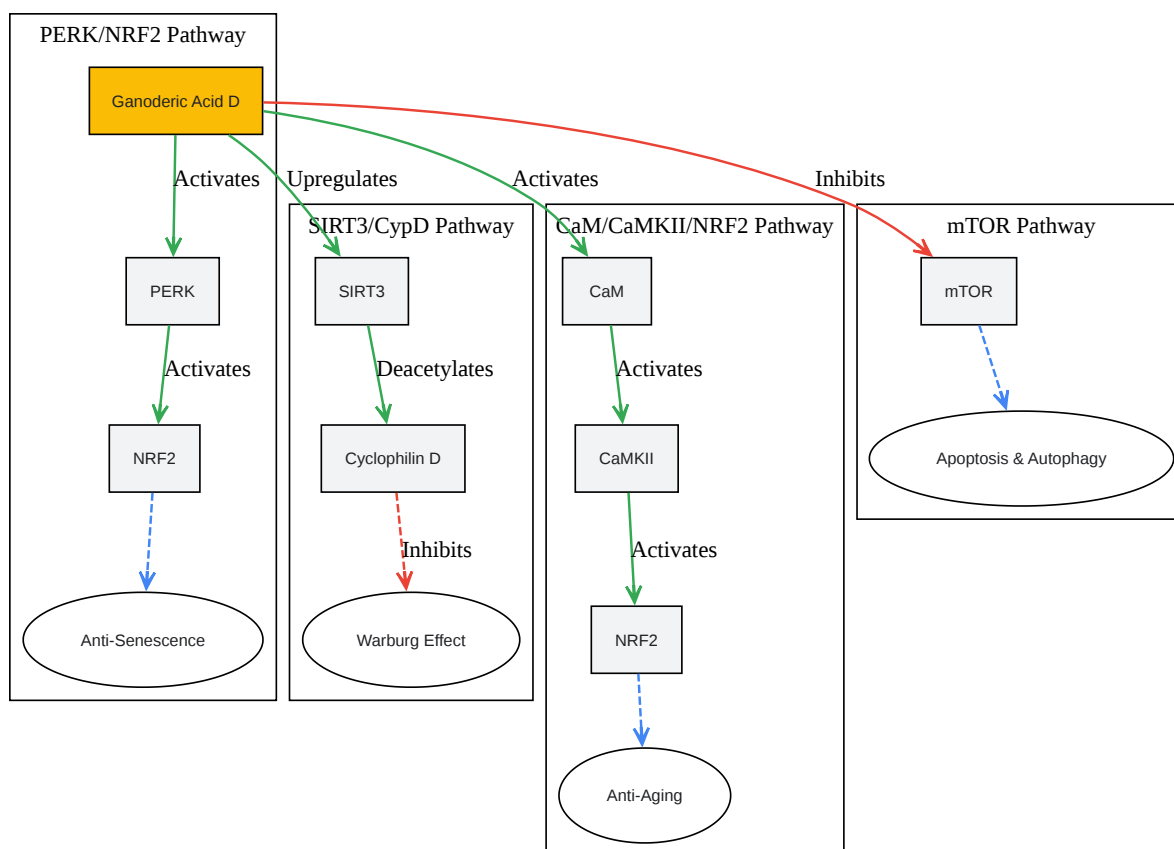 PERK/NRF2 Pathway
Ganoderic Acid D
Activates
Upregulates
Activates
Inhibits
SIRT3/CypD Pathway
CaM/CaMKII/NRF2 Pathway
mTOR Pathway
PERK
SIRT3
CaM
mTOR
Activates
Deacetylates
Activates
NRF2
Cyclophilin D
CaMKII
Apoptosis & Autophagy
Inhibits
Activates
Anti-Senescence
Warburg Effect
NRF2
Anti-Aging